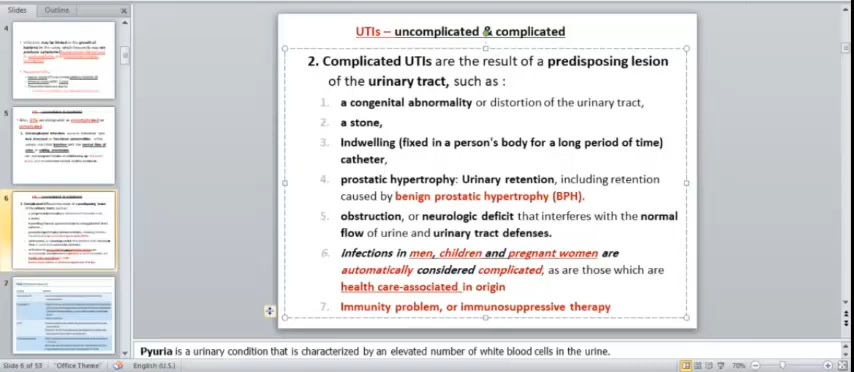 Slides
Outline
4
UTIs – uncomplicated & complicated
2. Complicated UTIs are the result of a predisposing lesion
of the urinary tract, such as :
1. a congenital abnormality or distortion of the urinary tract,
2. a stone,
3. Indwelling (fixed in a person's body for a long period of time)
catheter,
4. prostatic hypertrophy: Urinary retention, including retention
caused by benign prostatic hypertrophy (BPH).
5. obstruction, or neurologic deficit that interferes with the normal
flow of urine and urinary tract defenses.
6. Infections in men, children and pregnant women are
automatically considered complicated, as are those which are
health care-associated in origin
7. Immunity problem, or immunosuppressive therapy
5
6
7
Pyuria is a urinary condition that is characterized by an elevated number of white blood cells in the urine.
Slide 6 of 53
"Office Theme"
English (U.S.)
70%